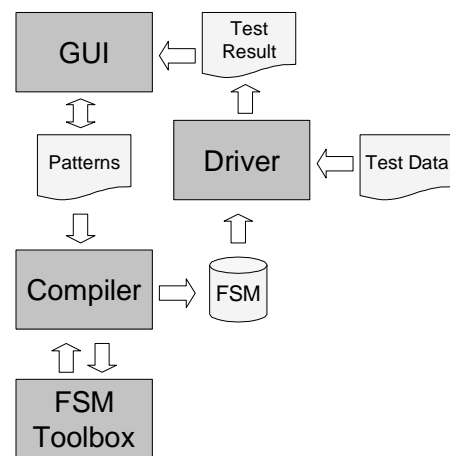 GUI
Test
Result
Patterns
Driver
Test Data
Compiler
FSM
FSM
Toolbox